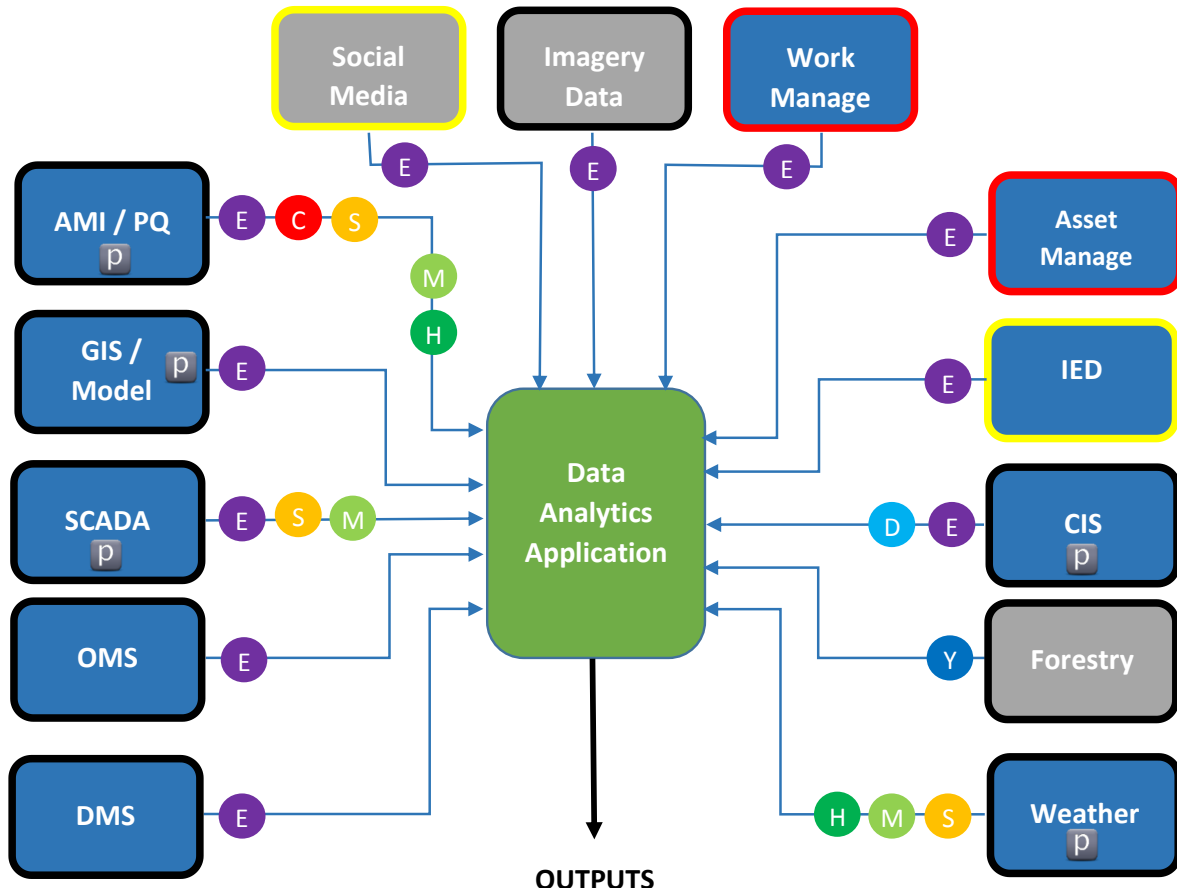 Social
Media
Imagery
Data
Work
Manage
E
E
E
AMI / PQ
p
E
C
S
M
H
Asset
Manage
E
GIS /
Model
p
E
IED
E
Data
Analytics
Application
SCADA
p
E
S
M
D
E
CIS
p
OMS
E
Y
Forestry
DMS
E
H
M
S
Weather
p
OUTPUTS